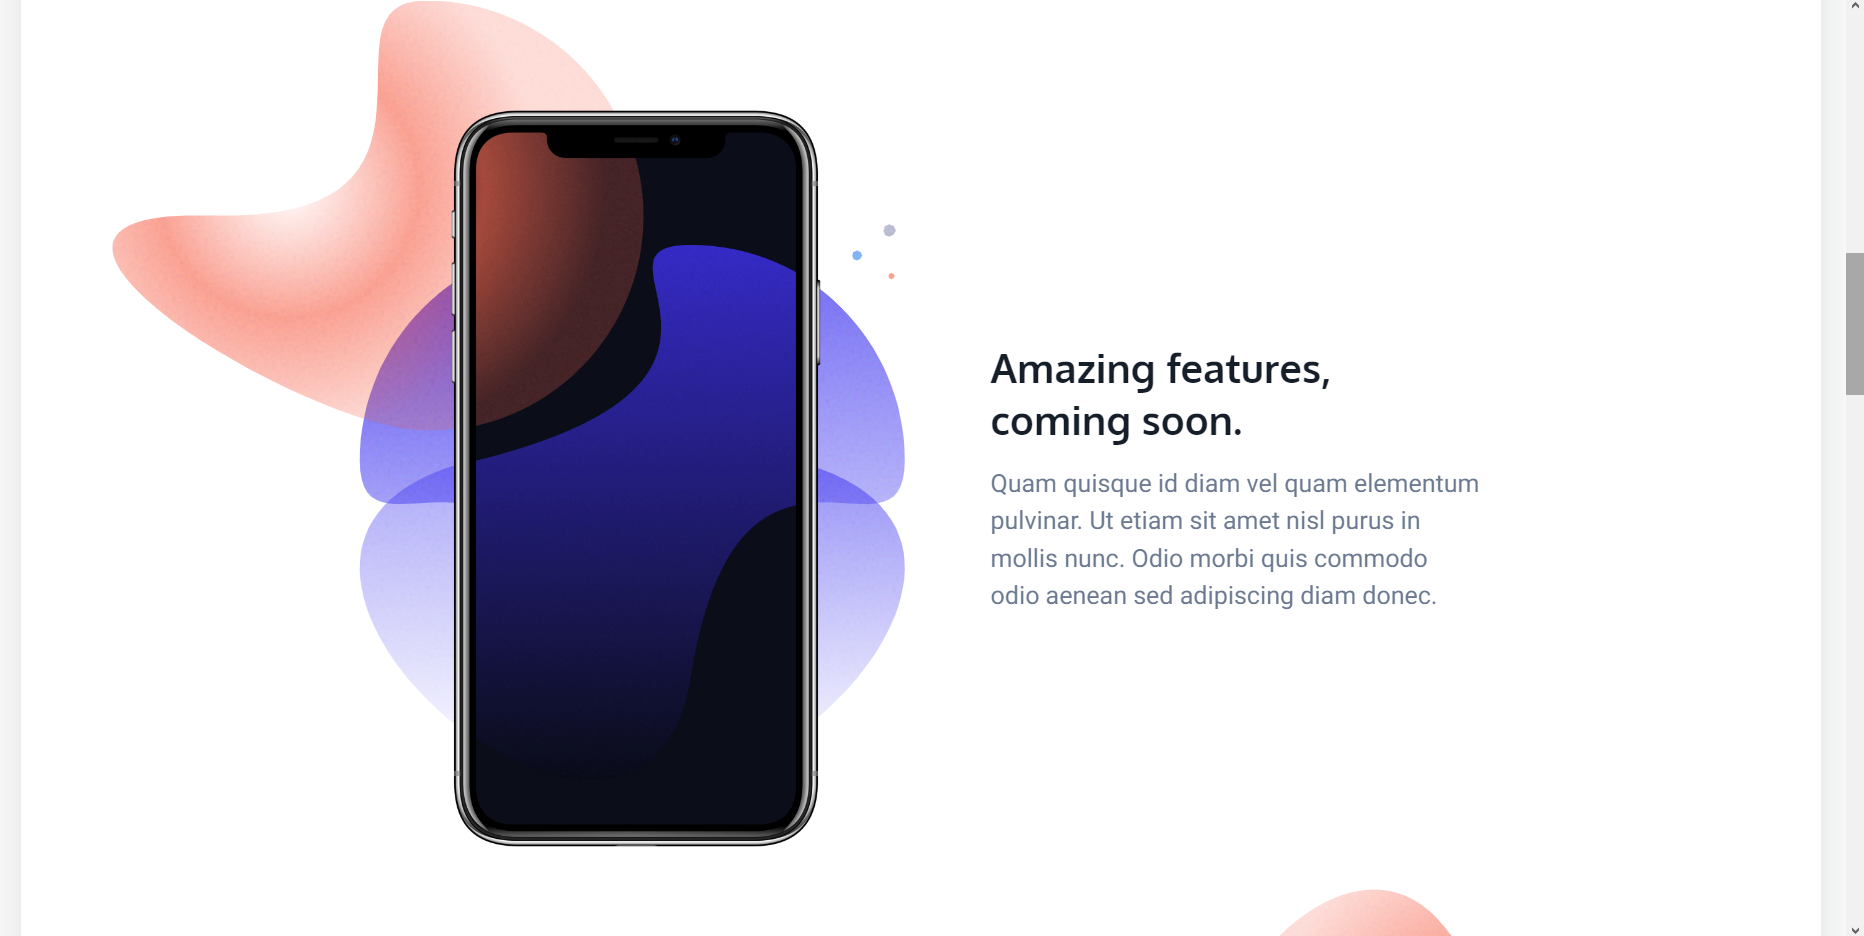 Amazing features,
coming soon.
Quam quisque id diam vel quam elementum
pulvinar. Ut etiam sit amet nisl purus in
mollis nunc. Odio morbi quis commodo
odio aenean sed adipiscing diam donec.